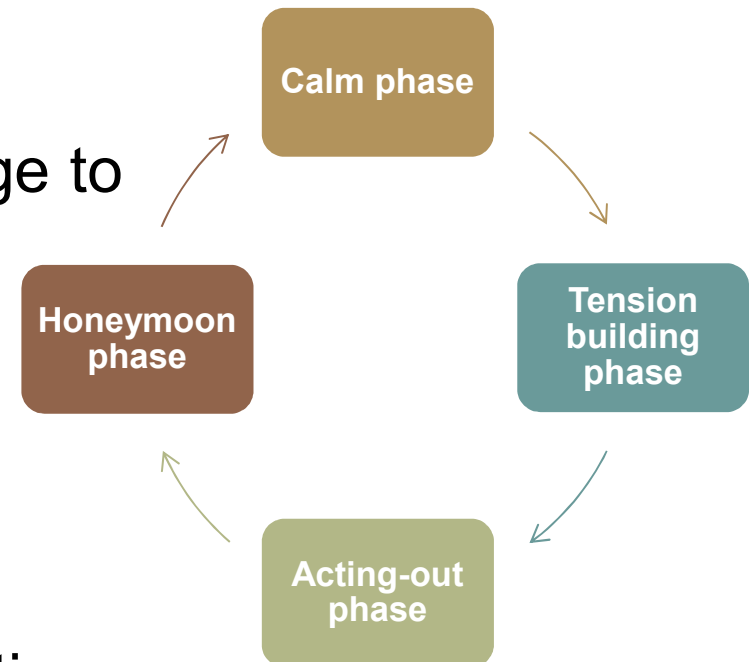 Calm phase
ge to
Honeymoon
phase
Tension
building
phase
Acting-out
phase